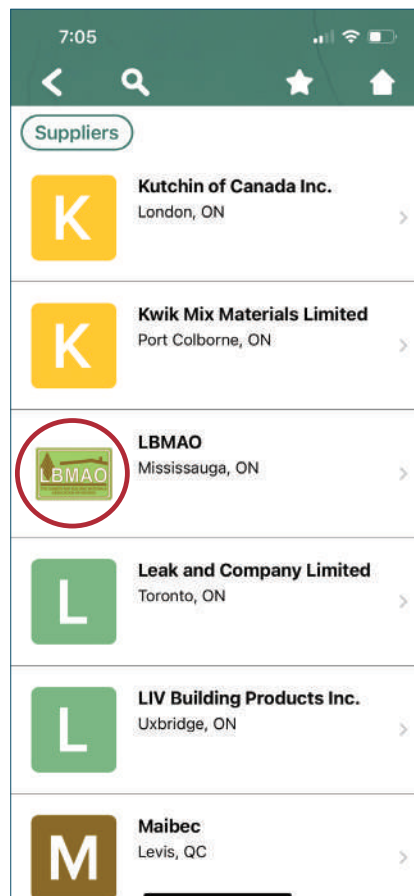 7:05
Suppliers
K
Kutchin of Canada Inc.
London, ON
K
Kwik Mix Materials Limited
Port Colborne, ON
LBMAO
LBMAO
Mississauga, ON
L
Leak and Company Limited
Toronto, ON
L
LIV Building Products Inc.
Uxbridge, ON
M
Maibec
Levis, QC